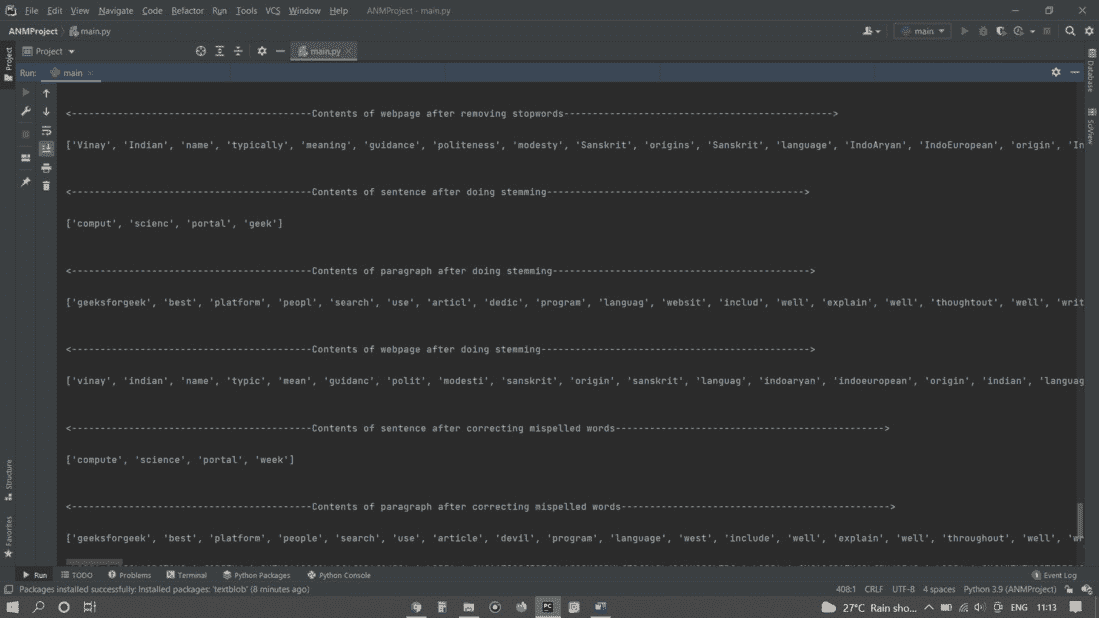 File Edit View Navigate Code Refactor Run Tools VCS Window Help ANMProject - main.py
ANMProject main.py main
Project main.py
Run: main
<------------------------------------------Contents of webpage after removing stopwords----------------------------------------------->
['Vinay', 'Indian', 'name', 'typically', 'meaning', 'guidance', 'politeness', 'modesty', 'Sanskrit', 'origins', 'Sanskrit', 'language', 'IndoAryan', 'IndoEuropean', 'origin', 'In
<------------------------------------------Contents of sentence after doing stemming--------------------------------------------->
['comput', 'scienc', 'portal', 'geek']
<------------------------------------------Contents of paragraph after doing stemming--------------------------------------------->
['geeksforgeek', 'best', 'platform', 'peopl', 'search', 'use', 'articl', 'dedic', 'program', 'languag', 'websit', 'includ', 'well', 'explain', 'well', 'thoughtout', 'well', 'writ
<------------------------------------------Contents of webpage after doing stemming----------------------------------------------->
['vinay', 'indian', 'name', 'typic', 'mean', 'guidanc', 'polit', 'modesti', 'sanskrit', 'origin', 'sanskrit', 'languag', 'indoaryan', 'indoeuropean', 'origin', 'indian', 'languag
<------------------------------------------Contents of sentence after correcting mispelled words----------------------------------------------->
['compute', 'science', 'portal', 'week']
<------------------------------------------Contents of paragraph after correcting mispelled words----------------------------------------------->
['geeksforgeek', 'best', 'platform', 'people', 'search', 'use', 'article', 'devil', 'program', 'language', 'west', 'include', 'well', 'explain', 'well', 'throughout', 'well', 'wr
Project
Structure
Favorites
Database
SciView
Run TODO Problems Terminal Python Packages Python Console Event Log
Packages installed successfully: Installed packages: 'textblob' (8 minutes ago) 408:1 CRLF UTF-8 4 spaces Python 3.9 (ANMProject)
27°C Rain sho... ENG 11:13